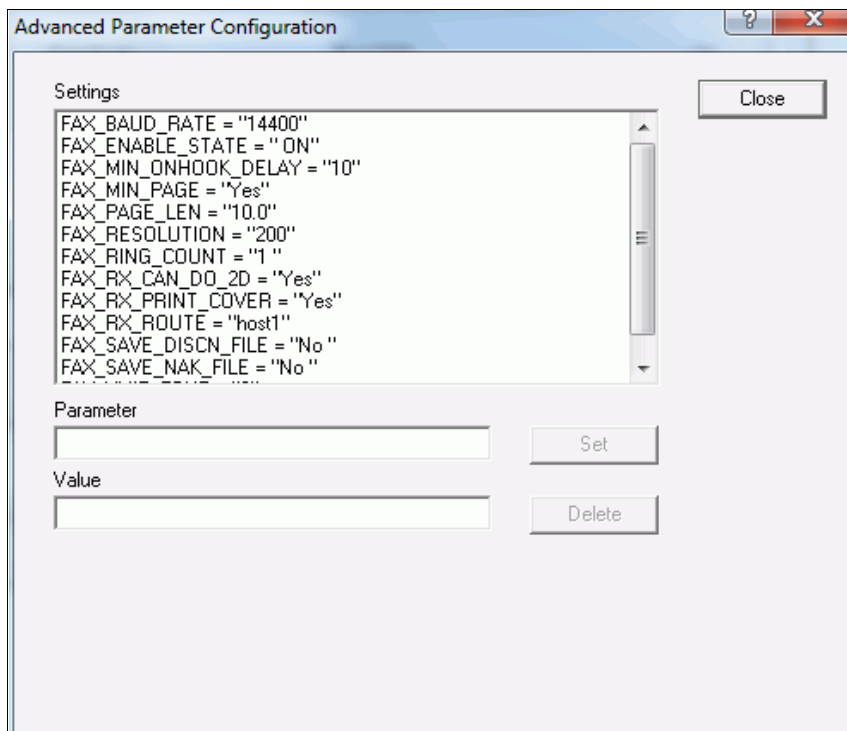 Advanced Parameter Configuration
Settings
Close
FAX_BAUD_RATE = "14400"
FAX_ENABLE_STATE = " ON"
FAX_MIN_ONHOOK_DELAY = "10"
FAX_MIN_PAGE = "Yes"
FAX_PAGE_LEN = "10.0"
FAX_RESOLUTION = "200"
FAX_RING_COUNT = "1 "
FAX_RX_CAN_DO_2D = "Yes"
FAX_RX_PRINT_COVER = "Yes"
FAX_RX_ROUTE = "host1"
FAX_SAVE_DISCN_FILE = "No "
FAX_SAVE_NAK_FILE = "No "
Parameter
Set
Value
Delete